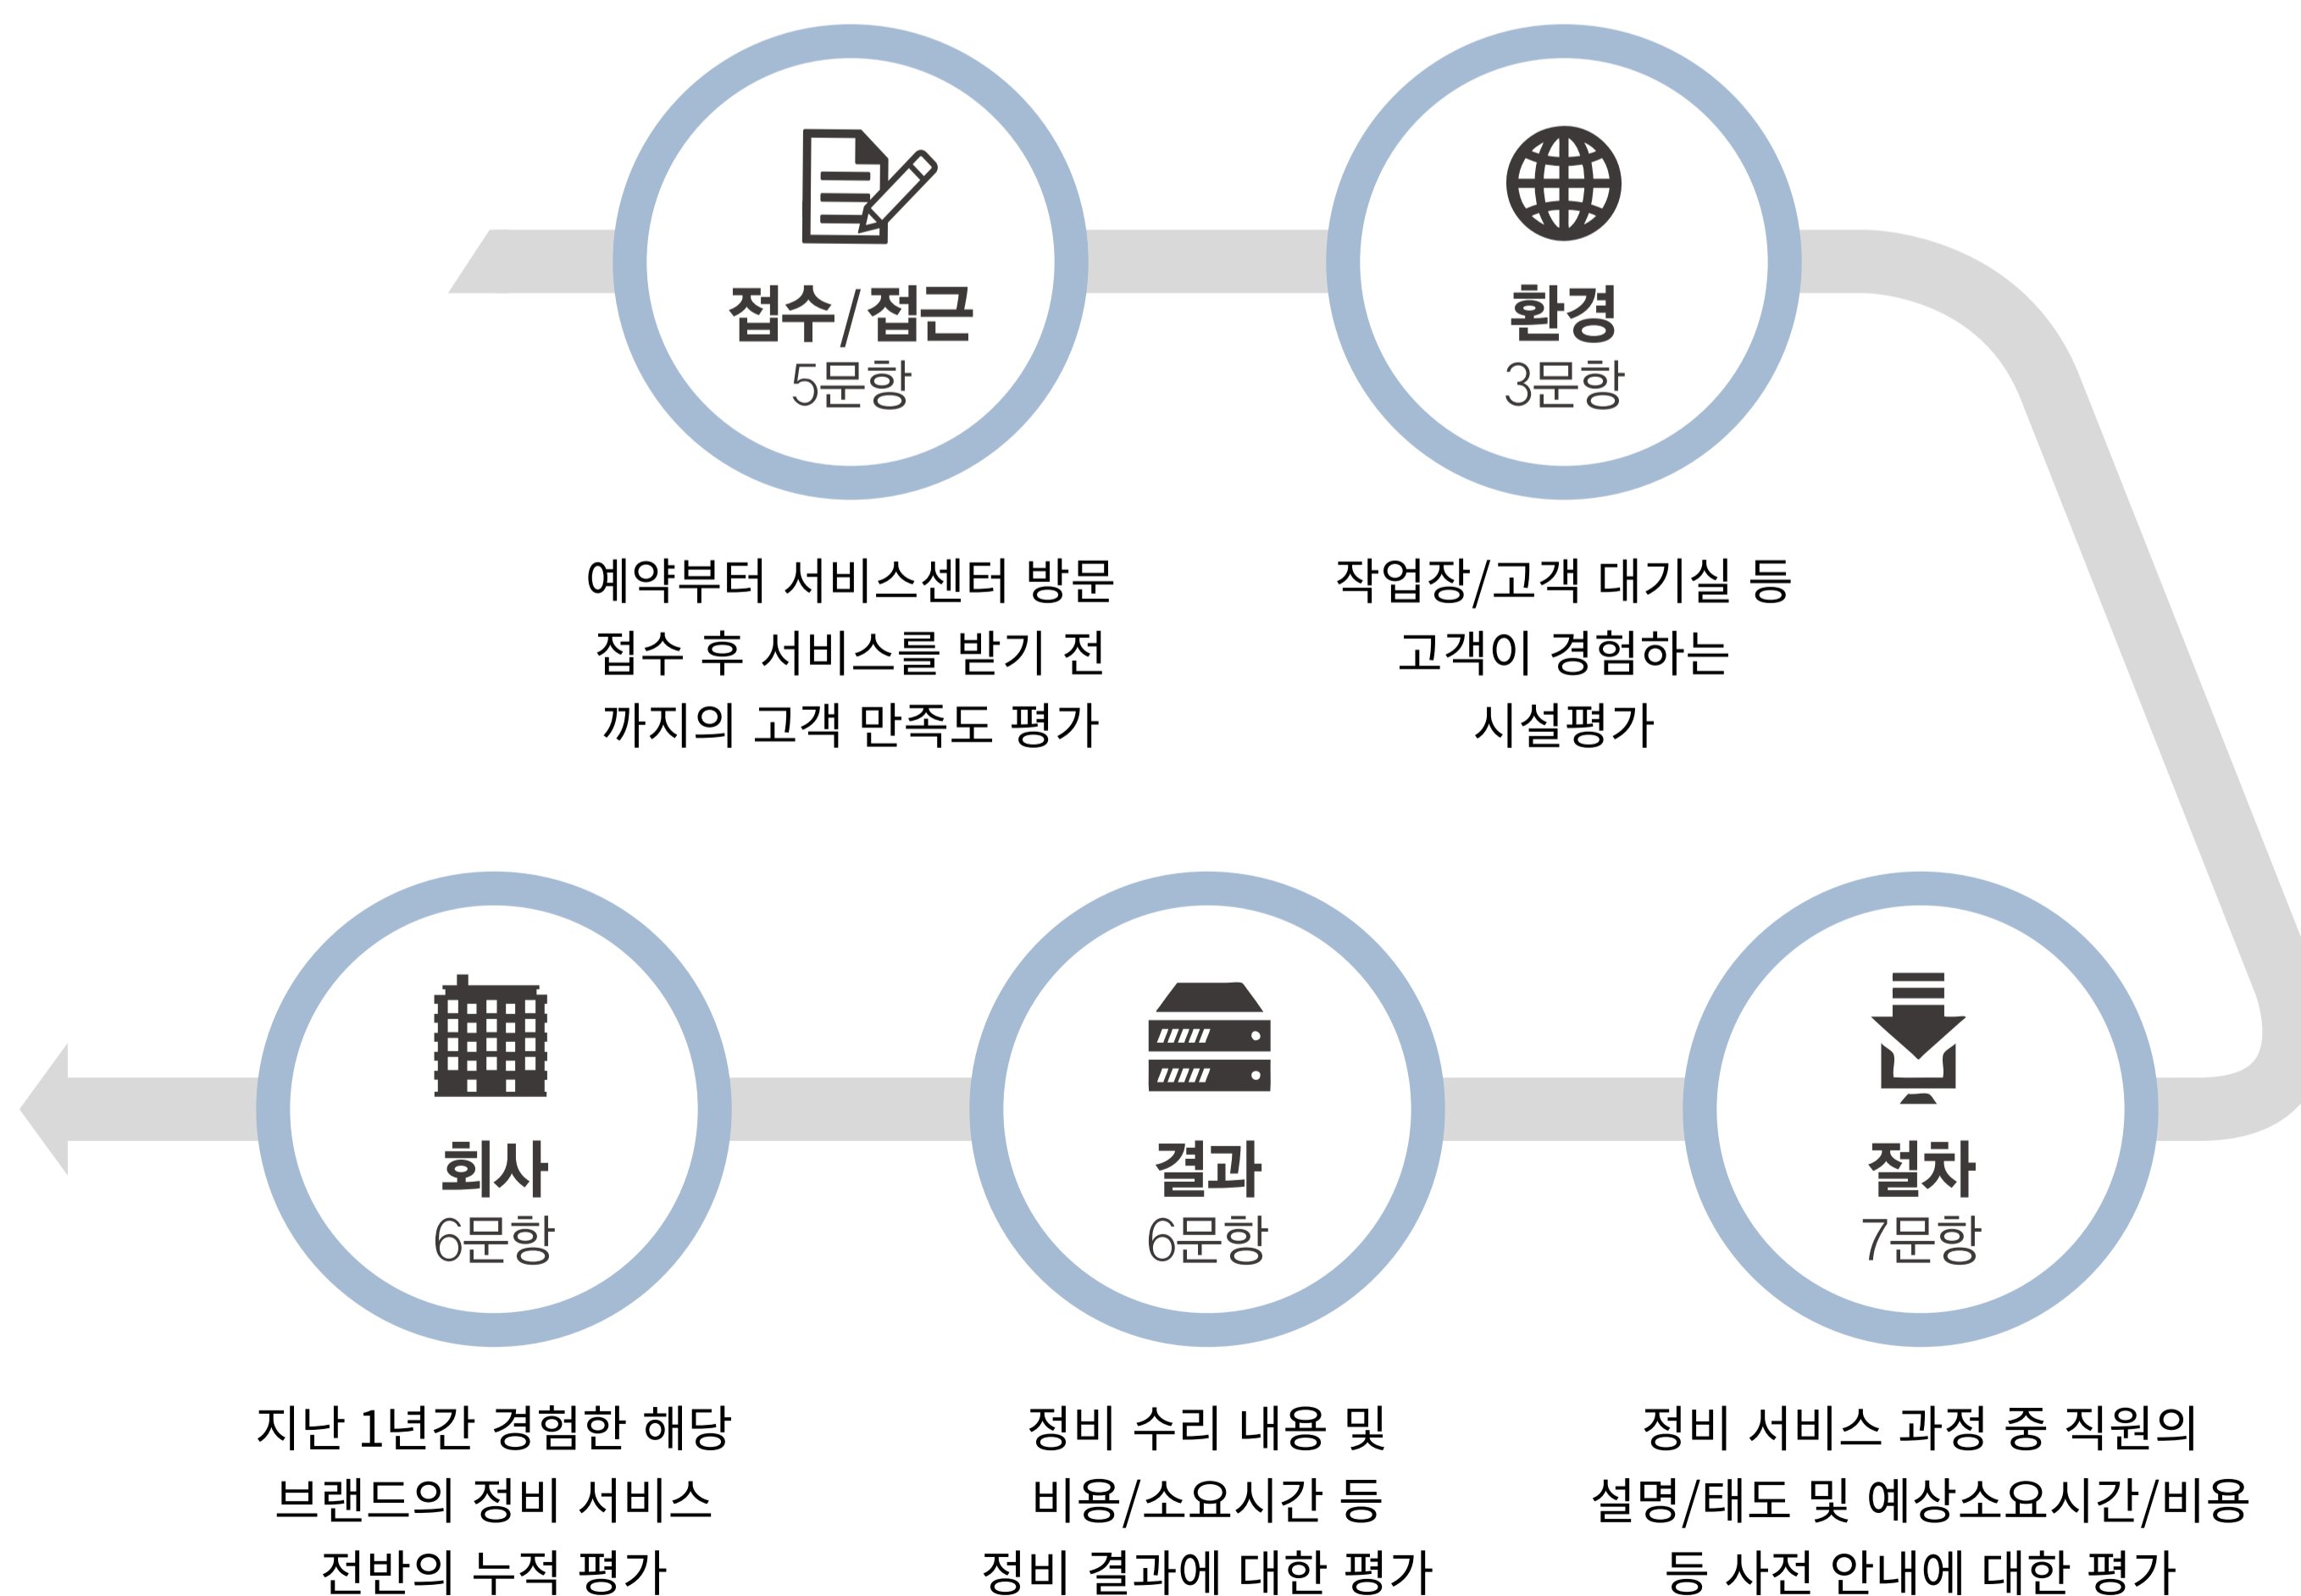 접수/접근
5문항
예약부터 서비스센터 방문
접수 후 서비스를 받기 전
까지의 고객 만족도 평가
환경
3문항
작업장/고객 대기실 등
고객이 경험하는
시설평가
절차
7문항
정비 서비스 과정중 직원의
설명/태도 및 예상소요시간/비용
등 사전 안내에 대한 평가
결과
6문항
정비 수리 내용 및
비용/소요시간 등
정비 결과에 대한 평가
회사
6문항
지난 1년간 경험한 해당
브랜드의 정비 서비스
전반의 누적 평가